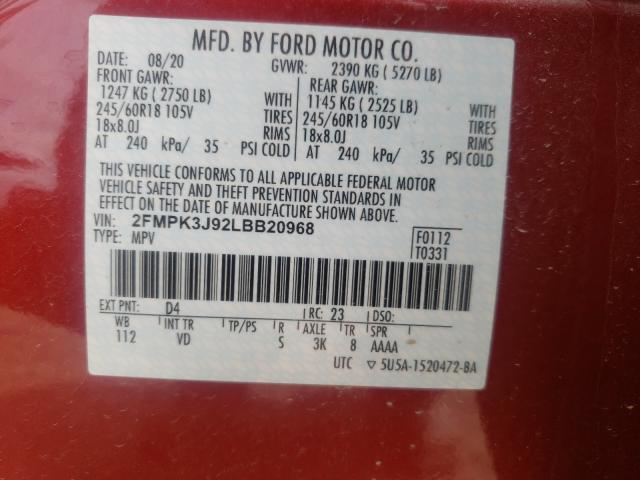 MFD. BY FORD MOTOR CO.
DATE: 08/20 GVWR: 2390 KG ( 5270 LB)
FRONT GAWR: REAR GAWR:
1247 KG ( 2750 LB) WITH 1145 KG ( 2525 LB) WITH
245/60R18 105V TIRES 245/60R18 105V TIRES
18x8.0J RIMS 18x8.0J RIMS
AT 240 kPa/ 35 PSI COLD AT 240 kPa/ 35 PSI COLD
THIS VEHICLE CONFORMS TO ALL APPLICABLE FEDERAL MOTOR
VEHICLE SAFETY AND THEFT PREVENTION STANDARDS IN
EFFECT ON THE DATE OF MANUFACTURE SHOWN ABOVE.
VIN: 2FMPK3J92LBB20968
TYPE: MPV
F0112
T0331
EXT PNT: D4 RC: 23 DSO:
WB INT TR TP/PS R AXLE TR SPR
112 VD S 3K 8 AAAA
UTC ▽ 5U5A-1520472-BA